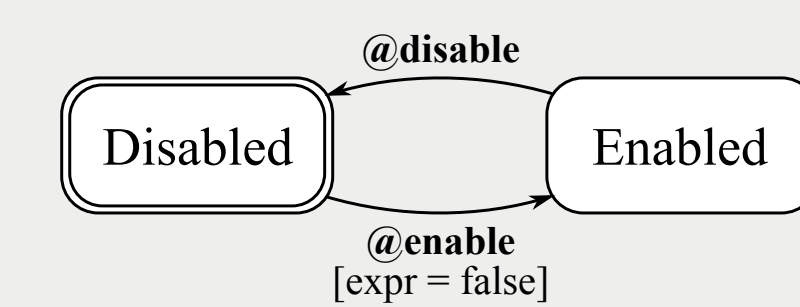 @disable
Disabled
Enabled
@enable
[expr = false]